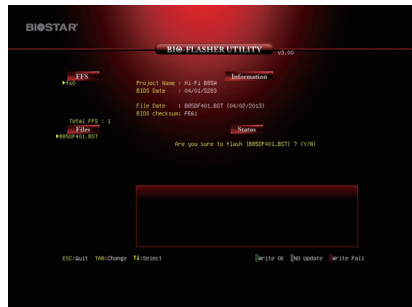 BIOSTAR
BIO-FLASHER UTILITY v3.00
FFS
▶fs0
Information
Project Name : Hi-Fi B85W
BIOS Date : 04/01/5283
File Date : B85DF401.BST (04/02/2013)
BIOS checksum: FE61
Total FFS : 1
Files
▶B85DF401.BST
Status
Are you sure to flash [B85DF401.BST] ? (Y/N)
ESC:Quit TAB:Change ↑↓:Select
Write OK NO Update Write Fail